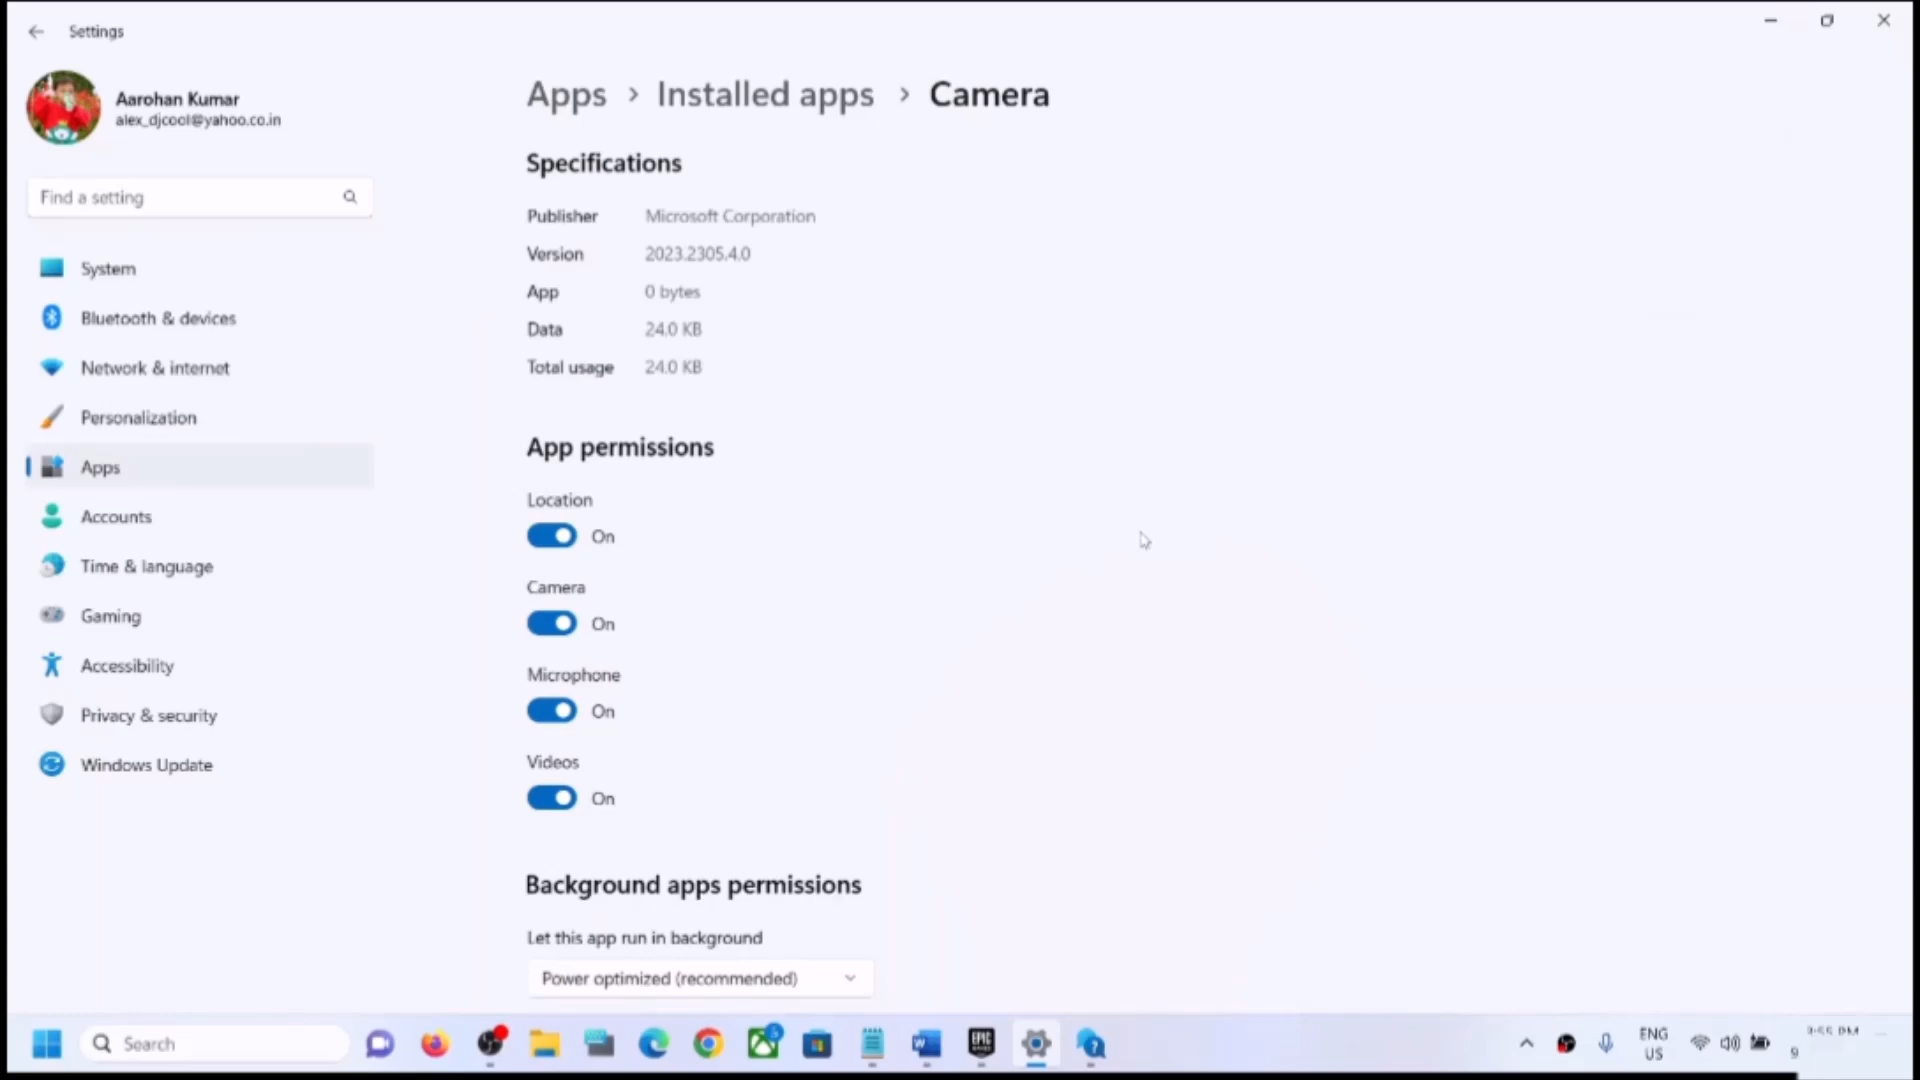 Settings
Aarohan Kumar
alex_djcool@yahoo.co.in
Find a setting
System
Bluetooth & devices
Network & internet
Personalization
Apps
Accounts
Time & language
Gaming
Accessibility
Privacy & security
Windows Update
Apps > Installed apps > Camera
Specifications
Publisher Microsoft Corporation
Version 2023.2305.4.0
App 0 bytes
Data 24.0 KB
Total usage 24.0 KB
App permissions
Location
On
Camera
On
Microphone
On
Videos
On
Background apps permissions
Let this app run in background
Power optimized (recommended)
Search
EPIC
ENG
US